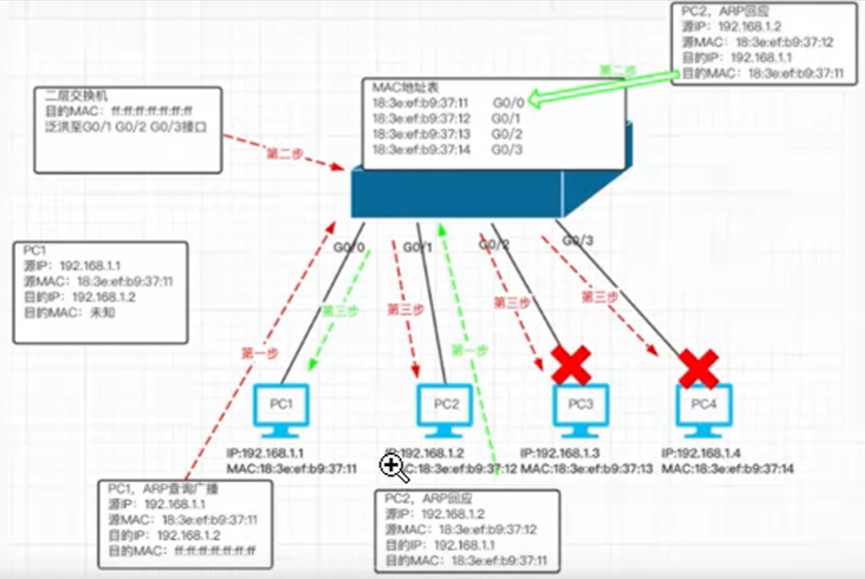 PC2，ARP回应
源IP：192.168.1.2
源MAC：18:3e:ef:b9:37:12
目的IP：192.168.1.1
目的MAC：18:3e:ef:b9:37:11
第二步
MAC地址表
18:3e:ef:b9:37:11 G0/0
18:3e:ef:b9:37:12 G0/1
18:3e:ef:b9:37:13 G0/2
18:3e:ef:b9:37:14 G0/3
二层交换机
目的MAC：ff:ff:ff:ff:ff:ff:ff
泛洪至G0/1 G0/2 G0/3接口
第二步
PC1
源IP：192.168.1.1
源MAC：18:3e:ef:b9:37:11
目的IP：192.168.1.2
目的MAC：未知
G0/0
G0/1
G0/2
G0/3
第三步
第三步
第三步
第三步
第一步
第一步
PC1
PC2
PC3
PC4
IP:192.168.1.1
MAC:18:3e:ef:b9:37:11
:192.168.1.2
C:18:3e:ef:b9:37:12
IP:192.168.1.3
MAC:18:3e:ef:b9:37:13
IP:192.168.1.4
MAC:18:3e:ef:b9:37:14
PC1，ARP查询广播
源IP：192.168.1.1
源MAC：18:3e:ef:b9:37:11
目的IP：192.168.1.2
目的MAC：ff:ff:ff:ff:ff:ff:ff
PC2，ARP回应
源IP：192.168.1.2
源MAC：18:3e:ef:b9:37:12
目的IP：192.168.1.1
目的MAC：18:3e:ef:b9:37:11